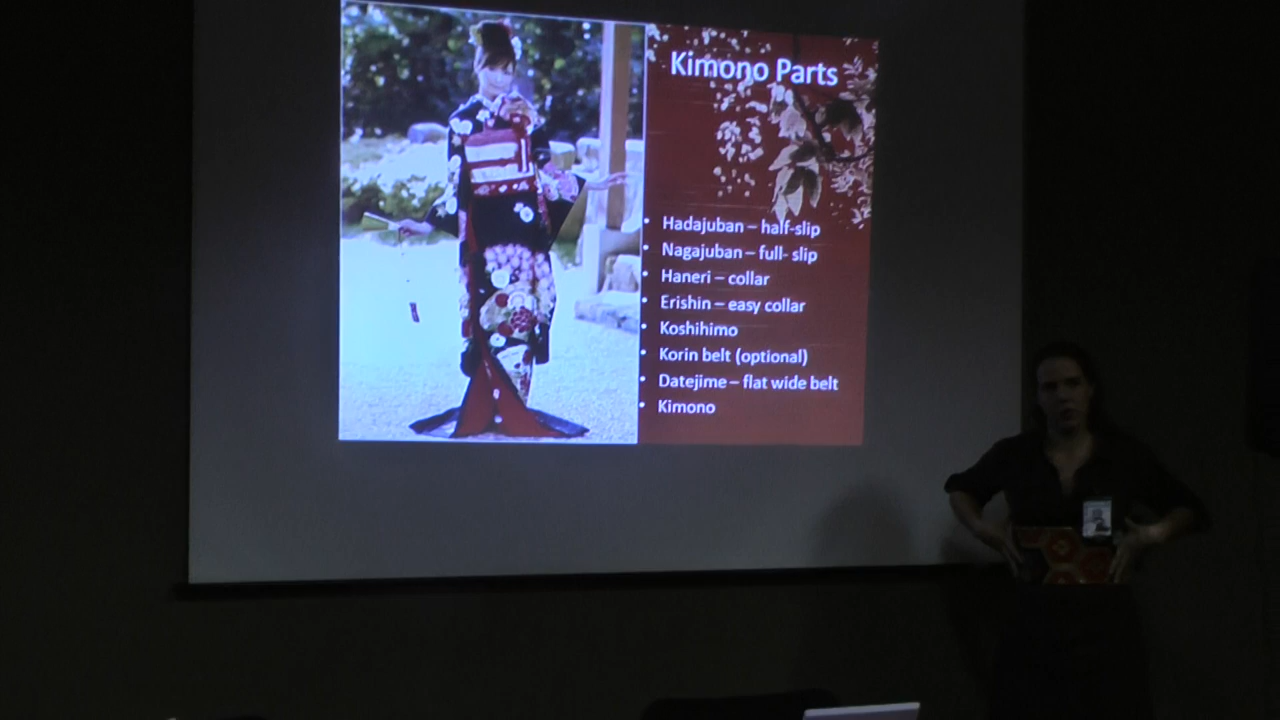 Kimono Parts
• Hadajuban – half-slip
• Nagajuban – full- slip
• Haneri – collar
• Erishin – easy collar
• Koshihimo
• Korin belt (optional)
• Datejime – flat wide belt
• Kimono